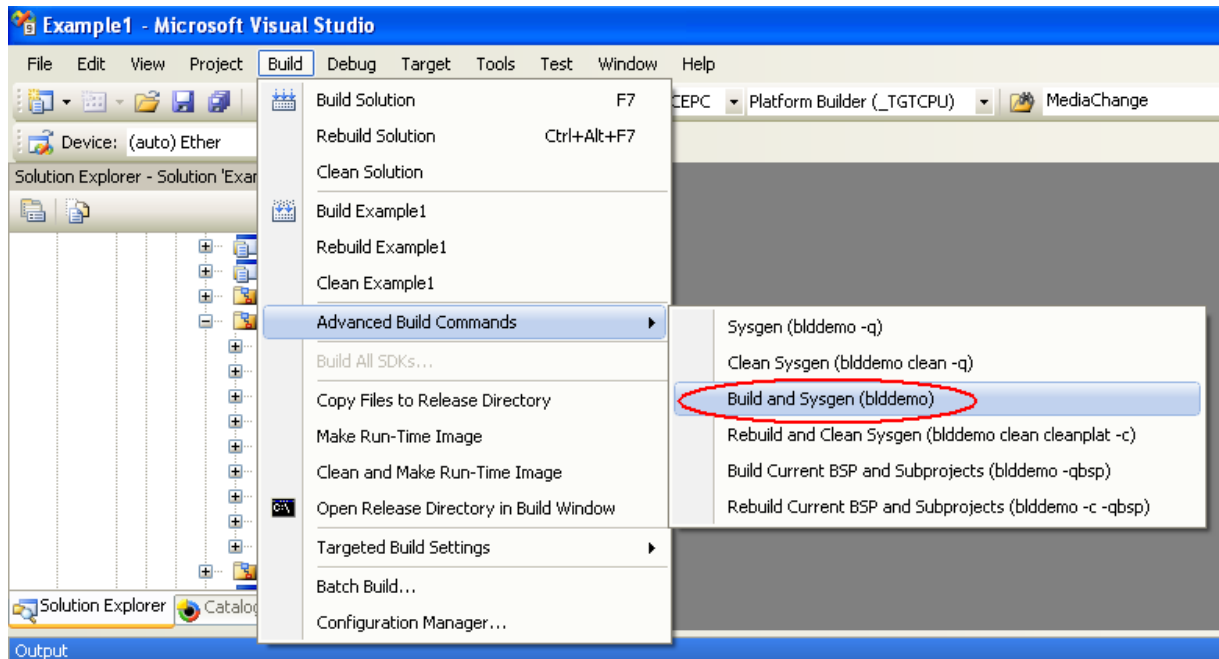 Example1 - Microsoft Visual Studio
File Edit View Project Build Debug Target Tools Test Window Help
CEPC Platform Builder (_TGTCPU) MediaChange
Device: (auto) Ether
Solution Explorer - Solution 'Exar
Build Solution F7
Rebuild Solution Ctrl+Alt+F7
Clean Solution
Build Example1
Rebuild Example1
Clean Example1
Advanced Build Commands
Build All SDKs...
Copy Files to Release Directory
Make Run-Time Image
Clean and Make Run-Time Image
Open Release Directory in Build Window
Targeted Build Settings
Batch Build...
Configuration Manager...
Sysgen (blddemo -q)
Clean Sysgen (blddemo clean -q)
Build and Sysgen (blddemo)
Rebuild and Clean Sysgen (blddemo clean cleanplat -c)
Build Current BSP and Subprojects (blddemo -qbsp)
Rebuild Current BSP and Subprojects (blddemo -c -qbsp)
Solution Explorer Catalog
Output